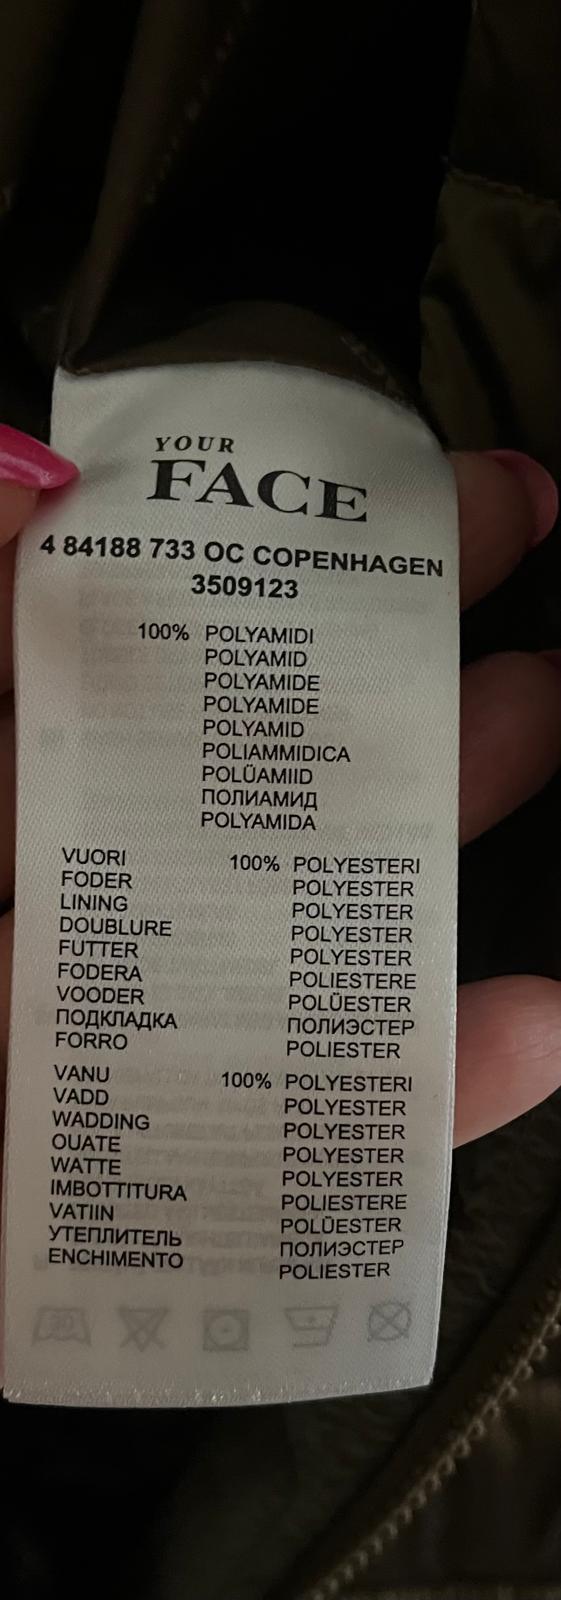 YOUR
FACE
4 84188 733 OC COPENHAGEN
3509123
100% POLYAMIDI
POLYAMID
POLYAMIDE
POLYAMIDE
POLYAMID
POLIAMMIDICA
POLÜAMIID
ПОЛИАМИД
POLYAMIDA
VUORI 100% POLYESTERI
FODER POLYESTER
LINING POLYESTER
DOUBLURE POLYESTER
FUTTER POLYESTER
FODERA POLIESTERE
VOODER POLÜESTER
ПОДКЛАДКА ПОЛИЭСТЕР
FORRO POLIESTER
VANU 100% POLYESTERI
VADD POLYESTER
WADDING POLYESTER
OUATE POLYESTER
WATTE POLYESTER
IMBOTTITURA POLIESTERE
VATIIN POLÜESTER
УТЕПЛИТЕЛЬ ПОЛИЭСТЕР
ENCHIMENTO POLIESTER